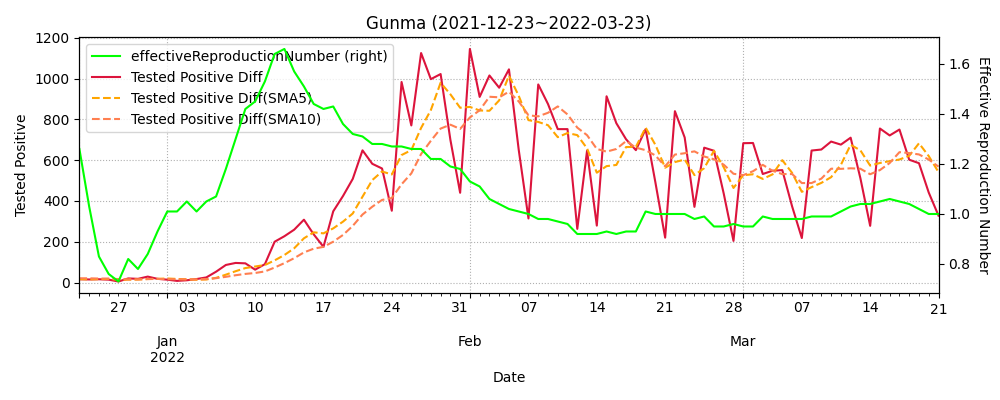 Gunma (2021-12-23~2022-03-23)
effectiveReproductionNumber (right)
Tested Positive Diff
Tested Positive Diff(SMA5)
Tested Positive Diff(SMA10)
Tested Positive
1200
1000
800
600
400
200
0
Effective Reproduction Number
1.6
1.4
1.2
1.0
0.8
27 03 10 17 24 31 07 14 21 28 07 14 21
Jan Feb Mar
2022
Date